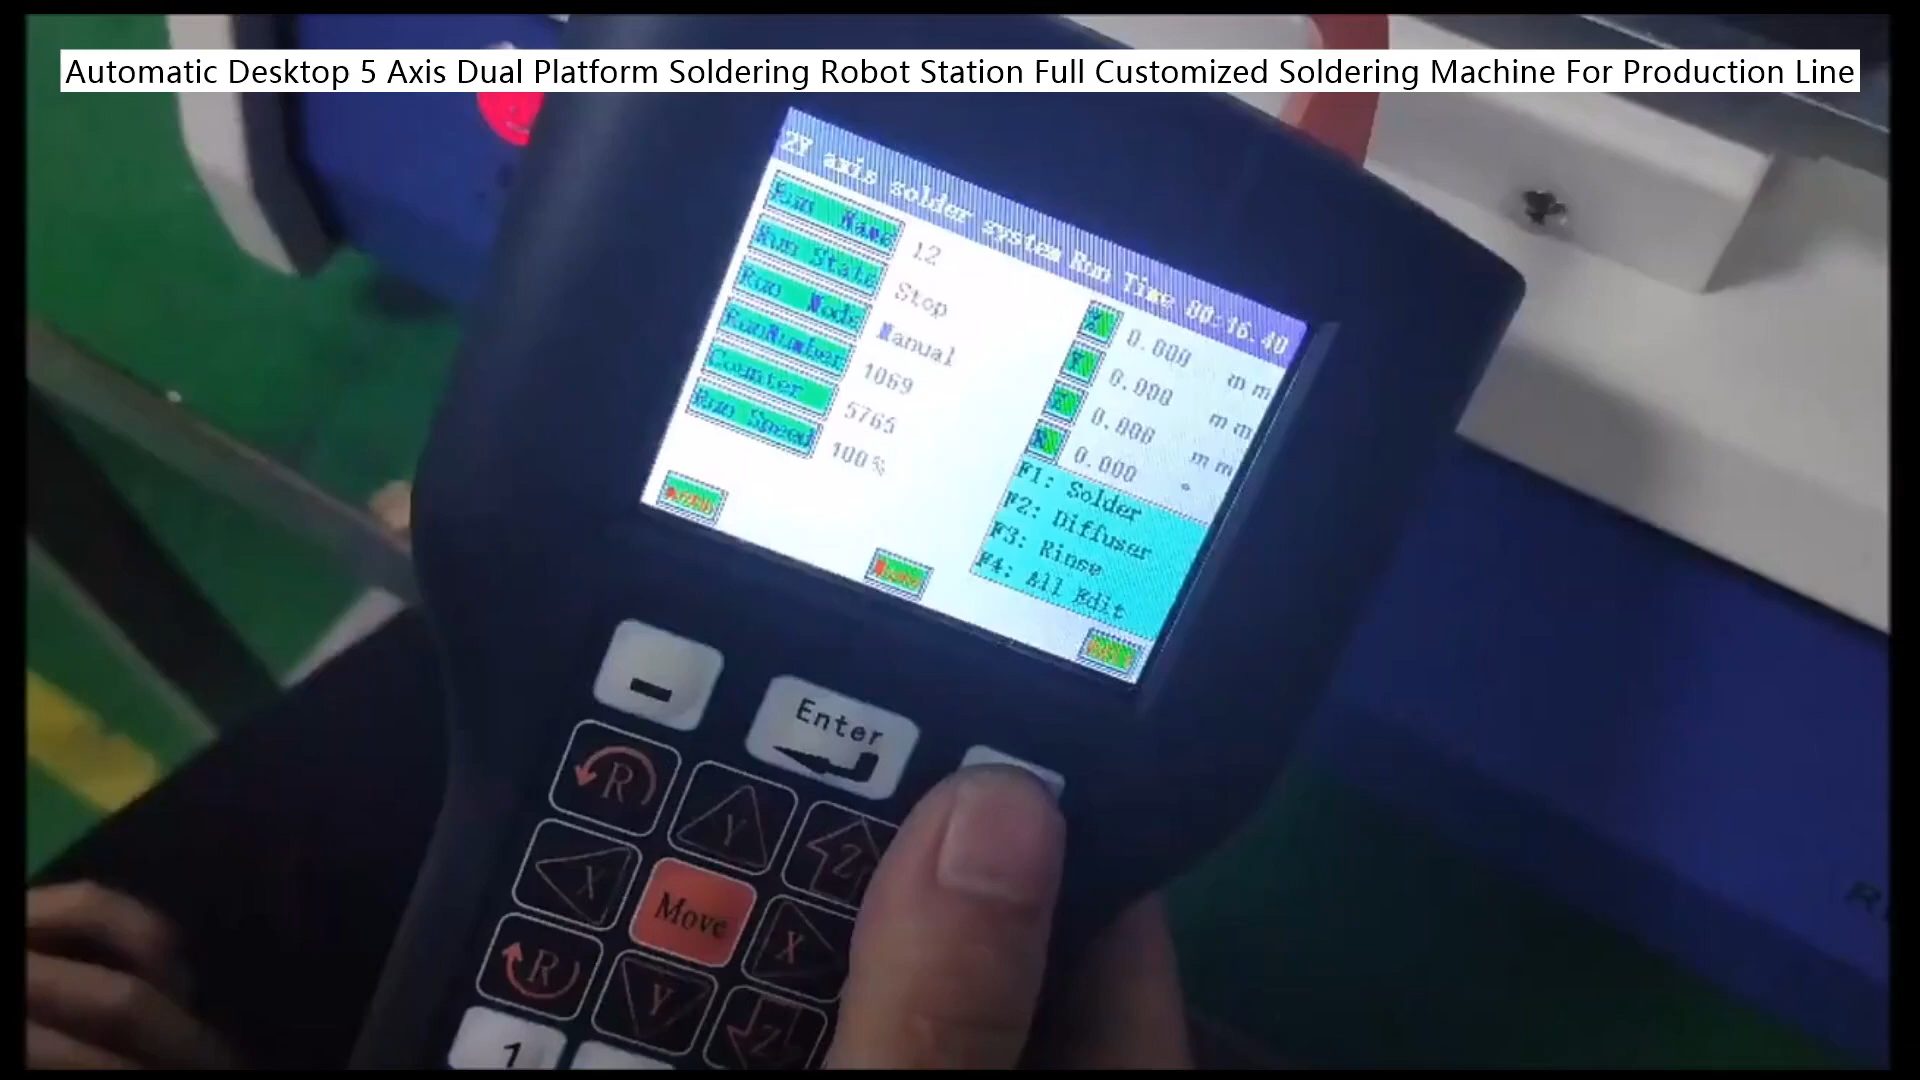 Automatic Desktop 5 Axis Dual Platform Soldering Robot Station Full Customized Soldering Machine For Production Line
2Y axis solder system Run Time 00:16.40
Run Name 12
Run State Stop
Run Mode Manual
RunNumber 1069
Counter 5765
Run Speed 100%
X 0.000 mm
Y 0.000 mm
Z 0.000 mm
R 0.000 °
F1: Solder
F2: Diffuser
F3: Rinse
F4: All Edit
-
Enter
R
Y
Z
X
Move
X
R
Y
Z
1